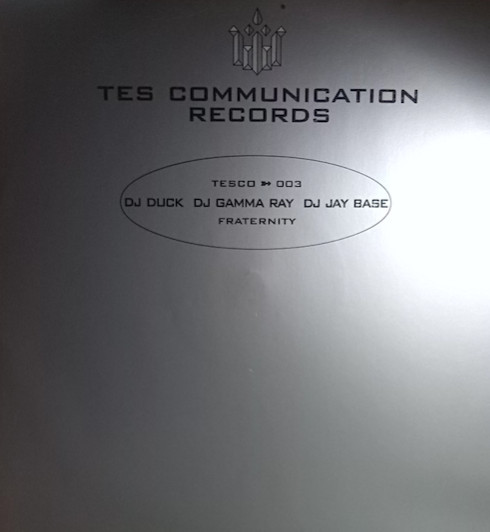 TES COMMUNICATION
RECORDS
TESCO ➳ 003
DJ DUCK DJ GAMMA RAY DJ JAY BASE
FRATERNITY